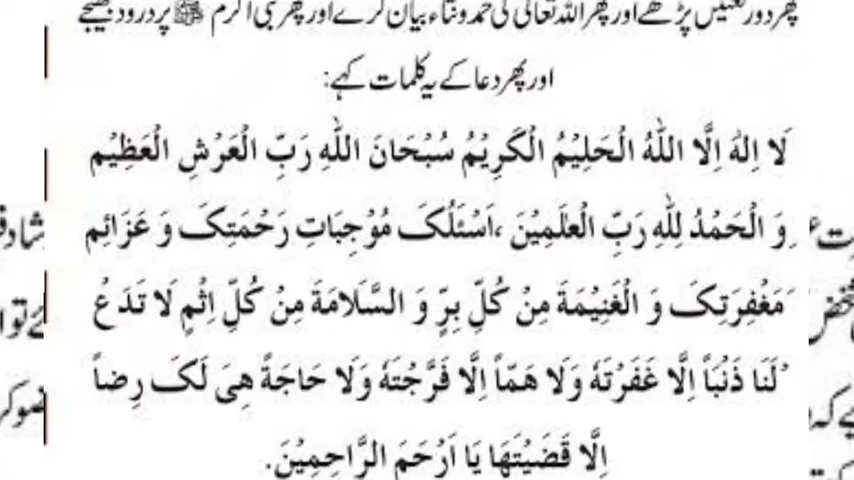 پھر دو رکعتیں پڑھے اور پھر اللہ تعالیٰ کی حمد و ثناء بیان کرے اور پھر نبی اکرم ﷺ پر درود بھیجے
اور پھر دعا کے یہ کلمات کہے:
لَا اِلٰهَ اِلَّا اللّٰهُ الْحَلِيْمُ الْكَرِيْمُ سُبْحَانَ اللّٰهِ رَبِّ الْعَرْشِ الْعَظِيْمِ
وَ الْحَمْدُ لِلّٰهِ رَبِّ الْعٰلَمِيْنَ ،اَسْئَلُکَ مُوْجِبَاتِ رَحْمَتِکَ وَ عَزَائِم
مَغْفِرَتِکَ وَ الْغَنِيْمَةَ مِنْ كُلِّ بِرٍّ وَ السَّلَامَةَ مِنْ كُلِّ اِثْمٍ لَا تَدَعْ
لَنَا ذَنْبَاً اِلَّا غَفَرْتَهٗ وَلَا هَمّاً اِلَّا فَرَّجْتَهٗ وَلَا حَاجَةً هِیَ لَکَ رِضاً
اِلَّا قَضَيْتَهَا يَا اَرْحَمَ الرَّاحِمِيْنَ.